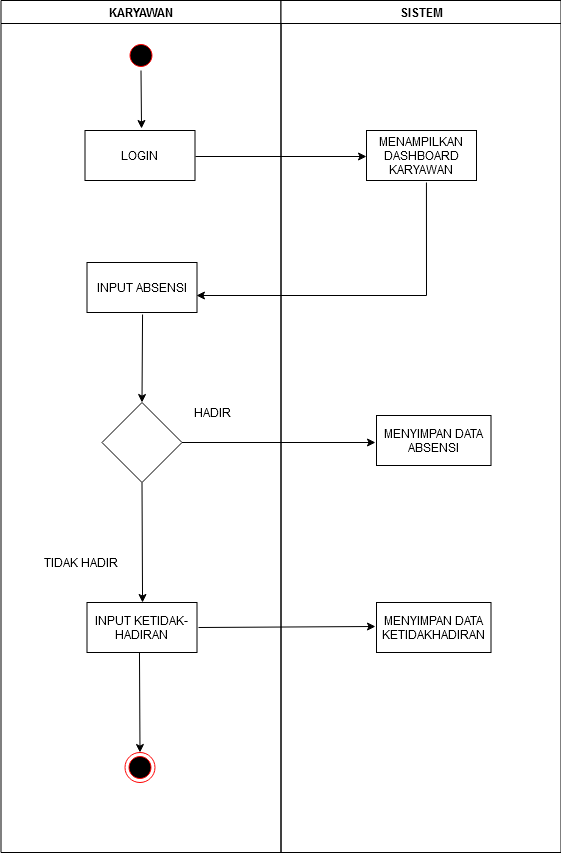 KARYAWAN
SISTEM
LOGIN
MENAMPILKAN
DASHBOARD
KARYAWAN
INPUT ABSENSI
HADIR
MENYIMPAN DATA
ABSENSI
TIDAK HADIR
INPUT KETIDAK-
HADIRAN
MENYIMPAN DATA
KETIDAKHADIRAN